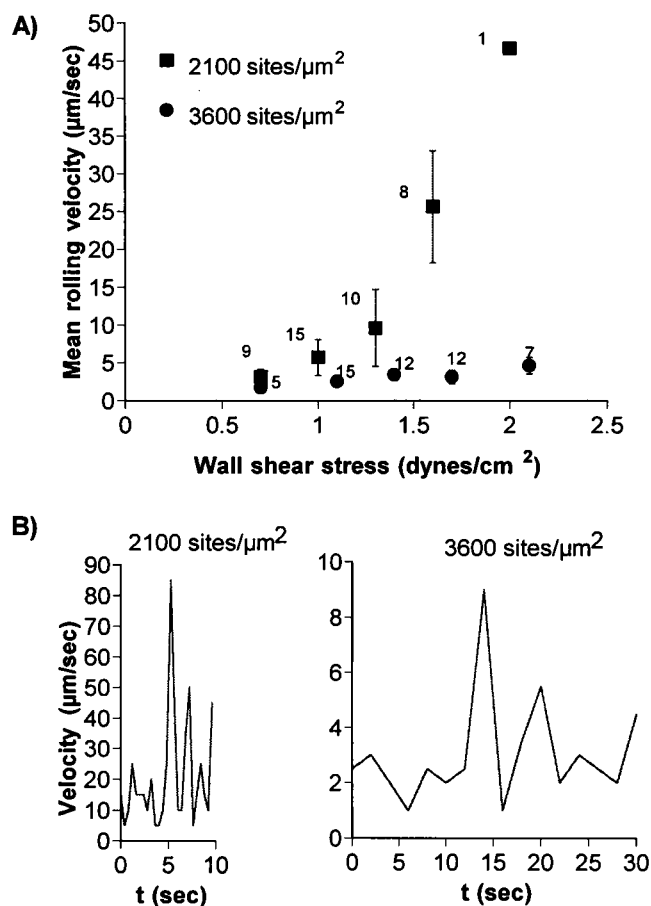 A)
Mean rolling velocity (µm/sec)
50
45
40
35
30
25
20
15
10
5
0
2100 sites/µm2
3600 sites/µm2
1
8
10
15
9
5
15
12
12
7
0 0.5 1 1.5 2 2.5
Wall shear stress (dynes/cm 2)
B)
2100 sites/µm2
Velocity (µm/sec)
90
80
70
60
50
40
30
20
10
0
0 5 10
t (sec)
3600 sites/µm2
10
8
6
4
2
0
0 5 10 15 20 25 30
t (sec)